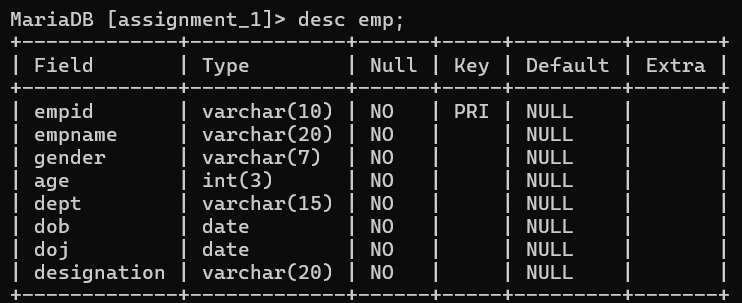 MariaDB [assignment_1]> desc emp;
+-------------+-------------+------+-----+---------+-------+
| Field       | Type        | Null | Key | Default | Extra |
+-------------+-------------+------+-----+---------+-------+
| empid       | varchar(10) | NO   | PRI | NULL    |       |
| empname     | varchar(20) | NO   |     | NULL    |       |
| gender      | varchar(7)  | NO   |     | NULL    |       |
| age         | int(3)      | NO   |     | NULL    |       |
| dept        | varchar(15) | NO   |     | NULL    |       |
| dob         | date        | NO   |     | NULL    |       |
| doj         | date        | NO   |     | NULL    |       |
| designation | varchar(20) | NO   |     | NULL    |       |
+-------------+-------------+------+-----+---------+-------+